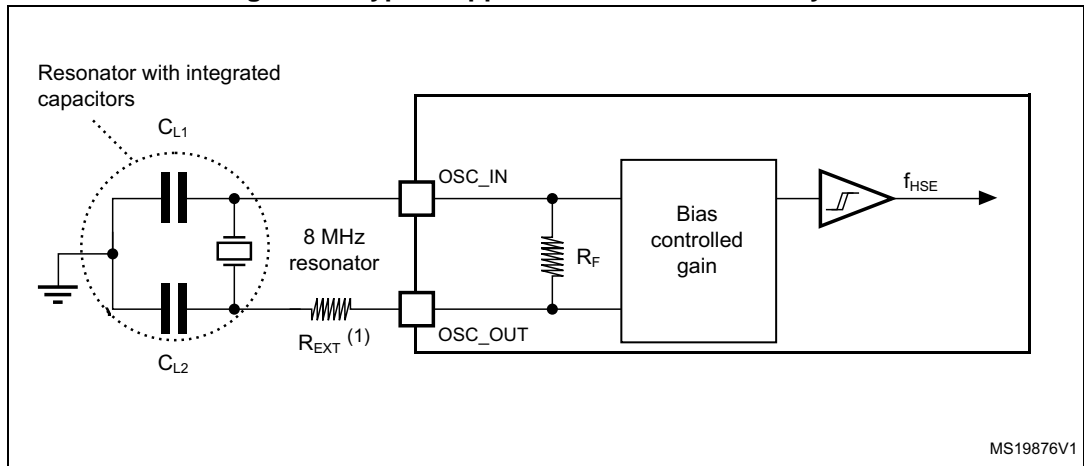 Resonator with integrated
capacitors
C_L1
OSC_IN
f_HSE
8 MHz
resonator
R_F
Bias
controlled
gain
R_EXT (1)
OSC_OUT
C_L2
MS19876V1